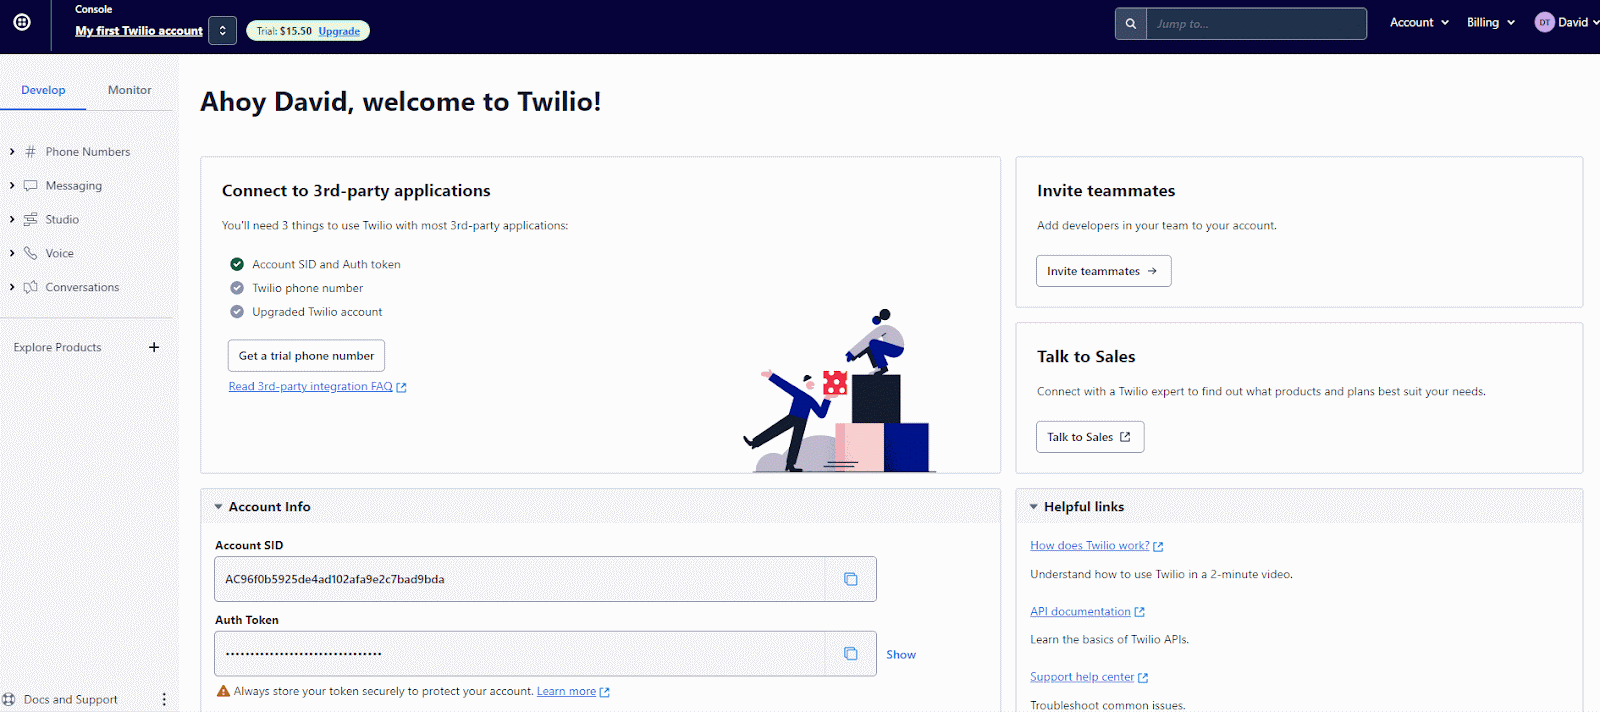 Console
My first Twilio account
Trial: $15.50 Upgrade
Jump to...
Account
Billing
DT David
Develop
Monitor
Phone Numbers
Messaging
Studio
Voice
Conversations
Explore Products
Docs and Support
Ahoy David, welcome to Twilio!
Connect to 3rd-party applications
You'll need 3 things to use Twilio with most 3rd-party applications:
Account SID and Auth token
Twilio phone number
Upgraded Twilio account
Get a trial phone number
Read 3rd-party integration FAQ
Invite teammates
Add developers in your team to your account.
Invite teammates →
Talk to Sales
Connect with a Twilio expert to find out what products and plans best suit your needs.
Talk to Sales
Account Info
Account SID
AC96f0b5925de4ad102afa9e2c7bad9bda
Auth Token
••••••••••••••••••••••••••••••••
Show
Always store your token securely to protect your account. Learn more
Helpful links
How does Twilio work?
Understand how to use Twilio in a 2-minute video.
API documentation
Learn the basics of Twilio APIs.
Support help center
Troubleshoot common issues.